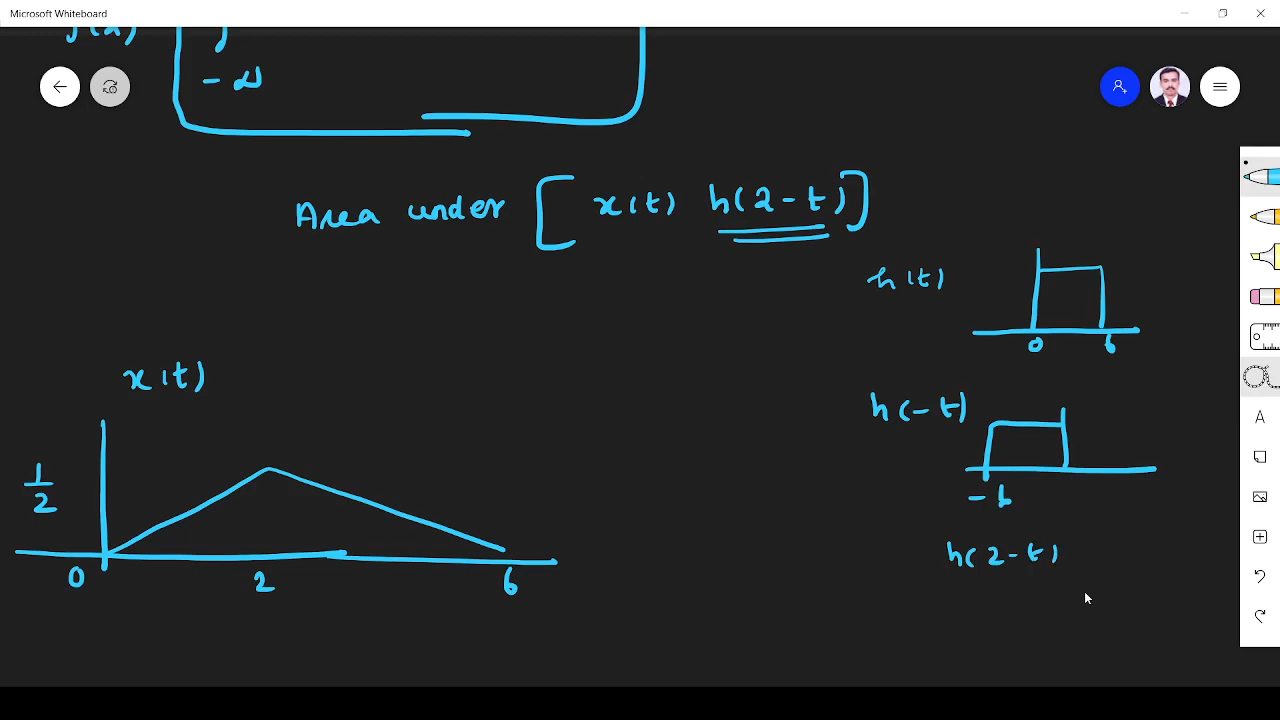 Microsoft Whiteboard
- ∞
Area under [ x(t) h(2-t) ]
h(t)
0 6
x(t)
h(-t)
1/2
-6
h(2-t)
0 2 6
A